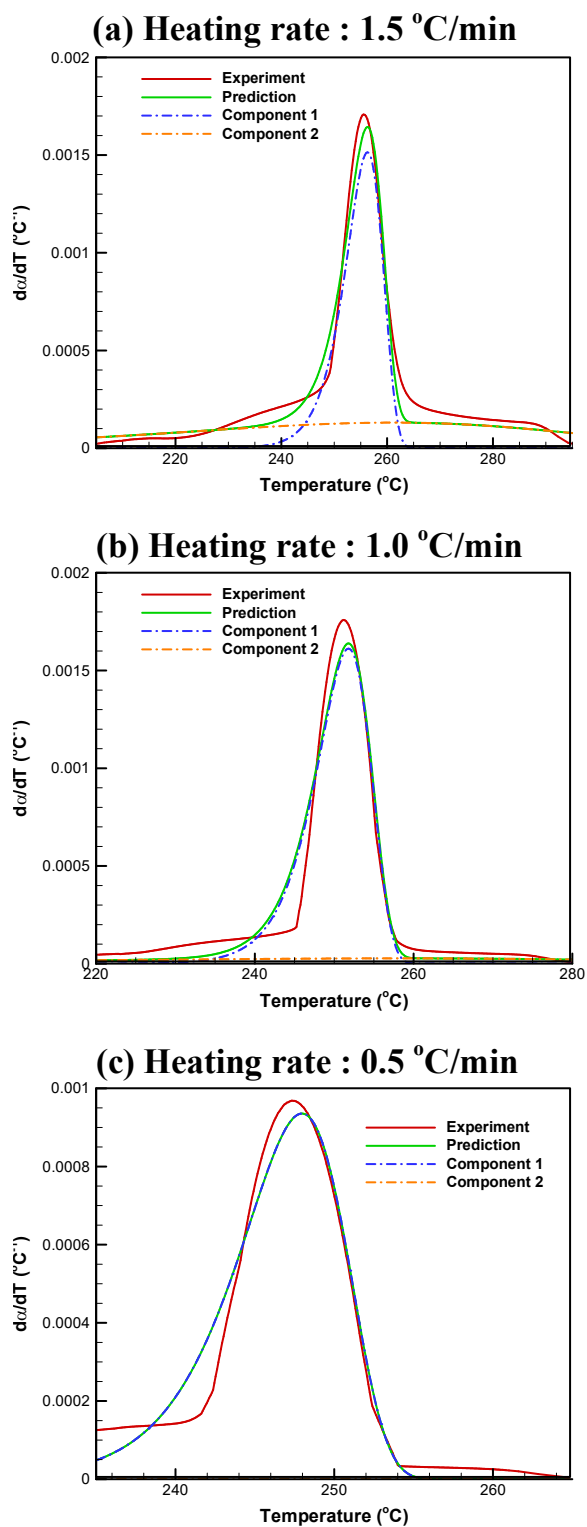 (a) Heating rate : 1.5 °C/min
0.002
Experiment
Prediction
Component 1
Component 2
0.0015
0.001
0.0005
0
dα/dT (°C⁻¹)
220 240 260 280
Temperature (°C)
(b) Heating rate : 1.0 °C/min
0.002
Experiment
Prediction
Component 1
Component 2
0.0015
0.001
0.0005
0
dα/dT (°C⁻¹)
220 240 260 280
Temperature (°C)
(c) Heating rate : 0.5 °C/min
0.001
Experiment
Prediction
Component 1
Component 2
0.0008
0.0006
0.0004
0.0002
0
dα/dT (°C⁻¹)
240 250 260
Temperature (°C)